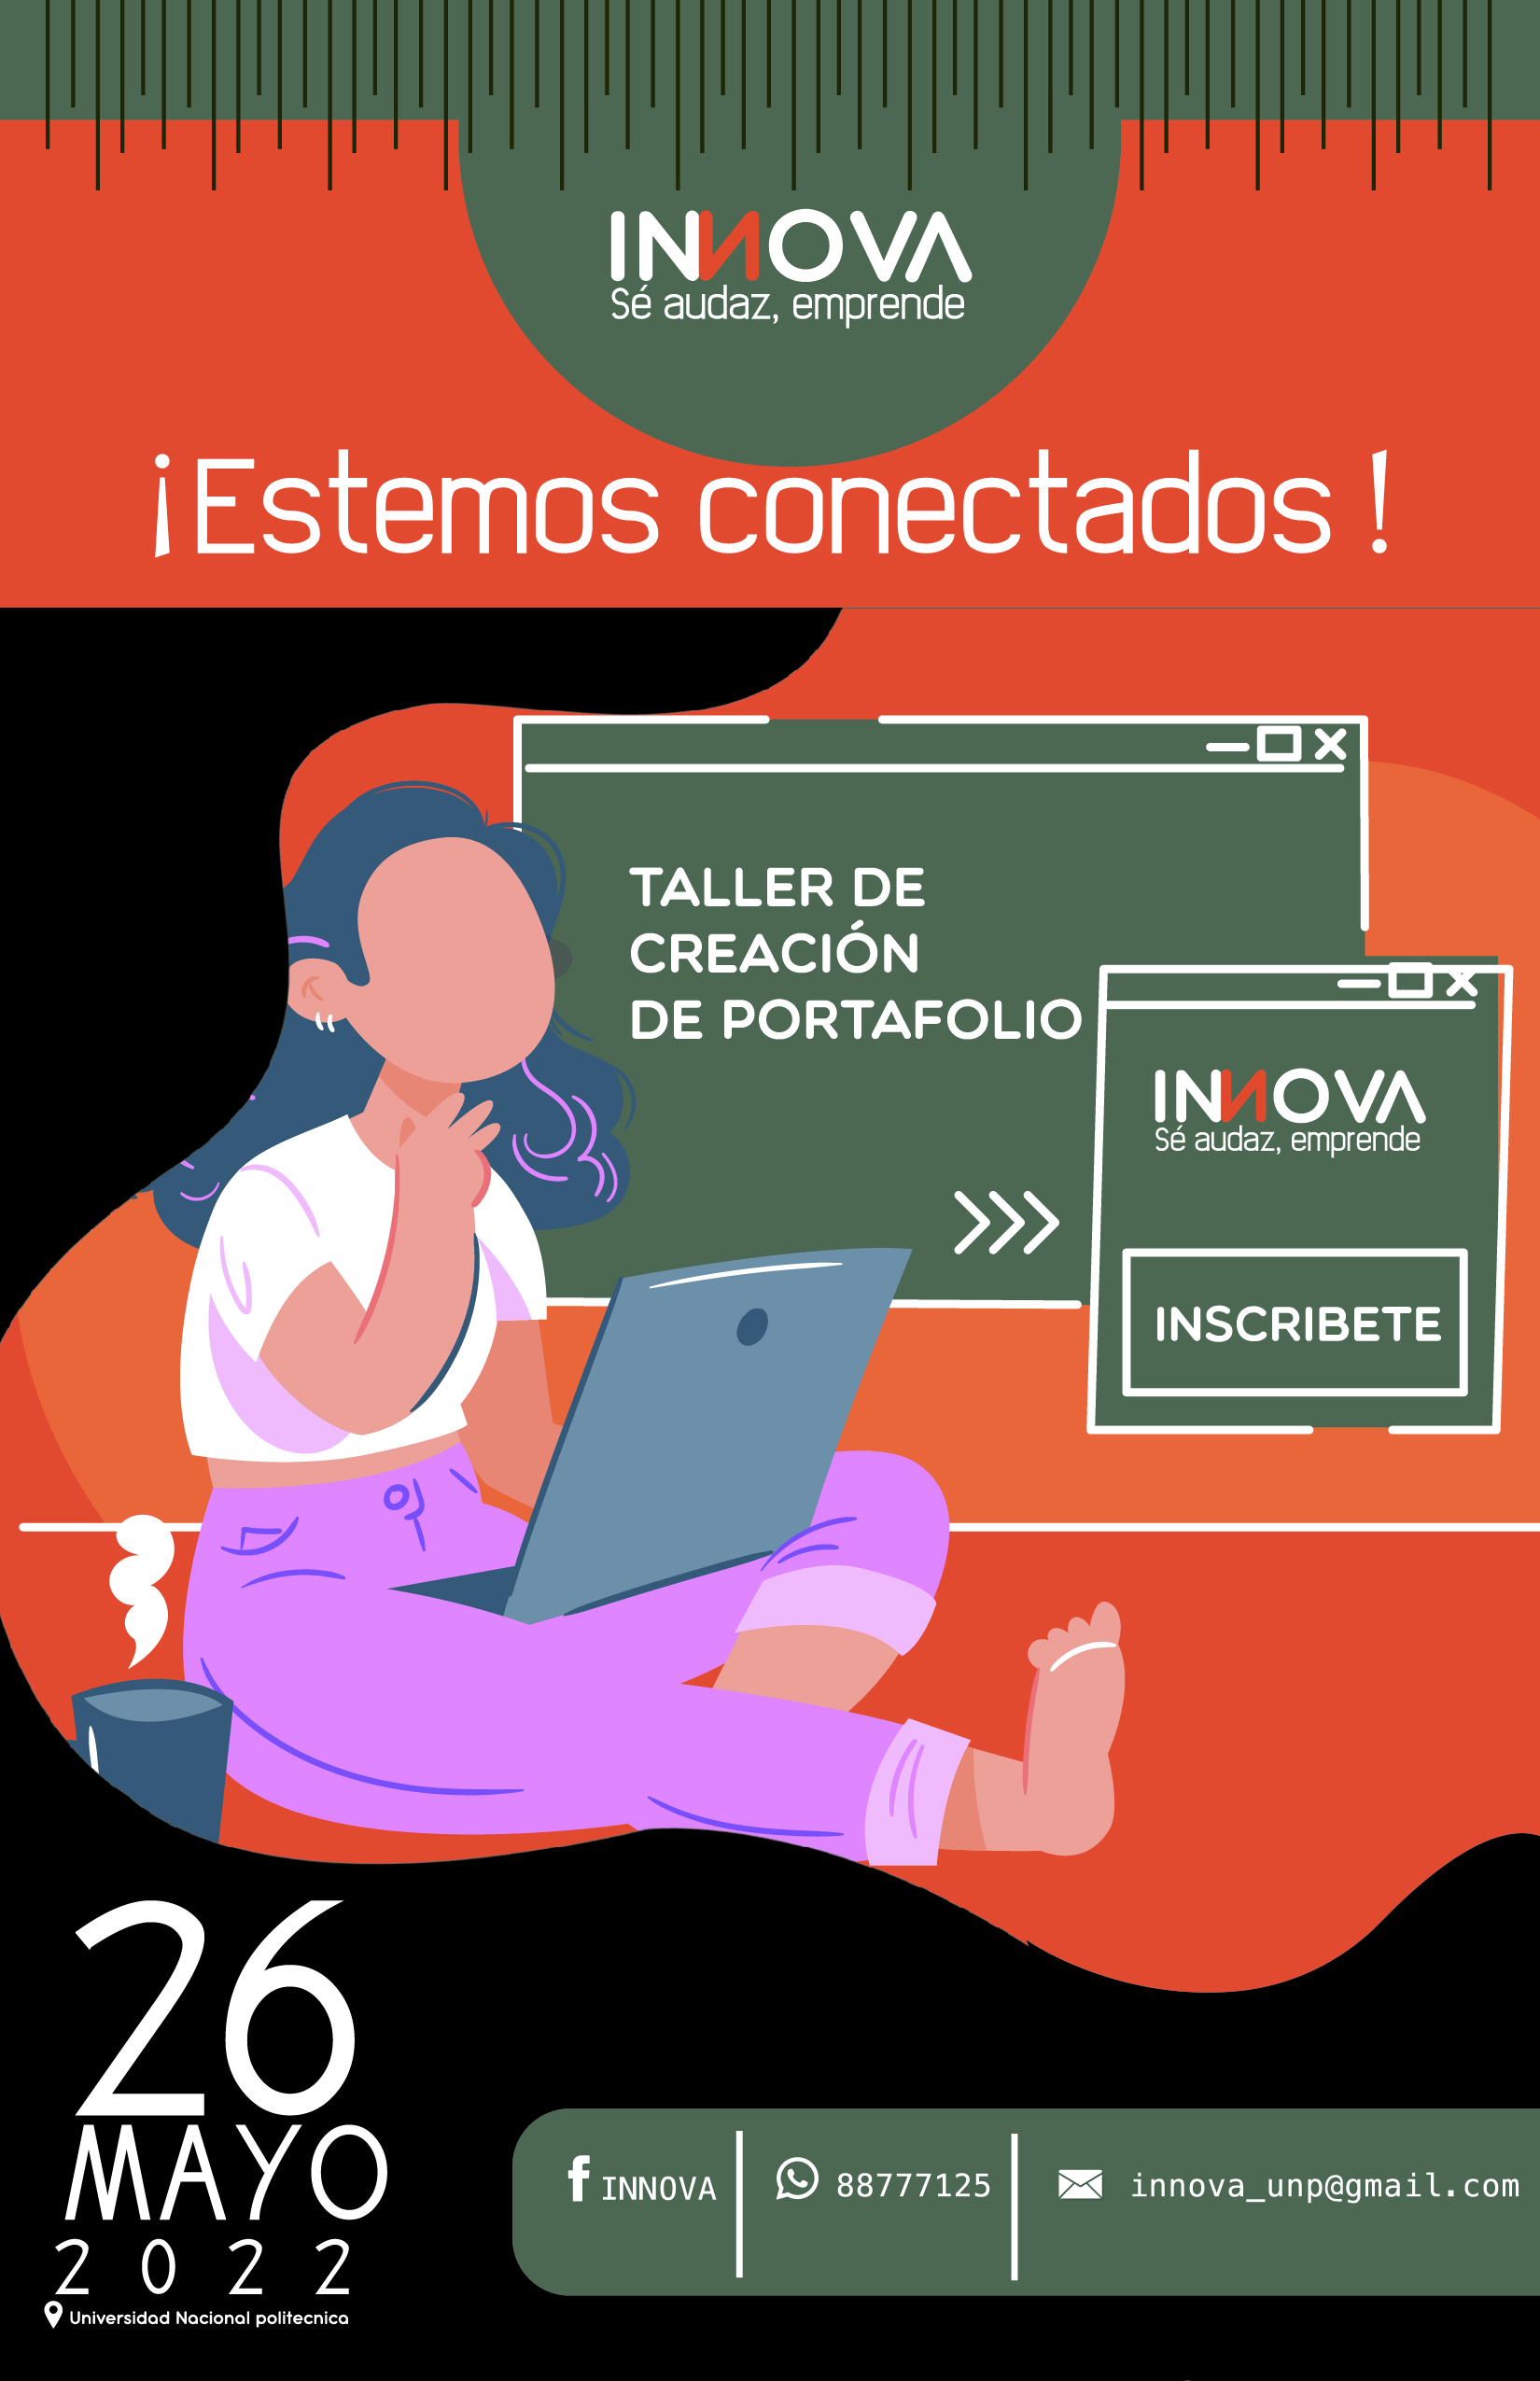 INNOVA
Sé audaz, emprende
¡Estemos conectados !
TALLER DE
CREACIÓN
DE PORTAFOLIO
INNOVA
Sé audaz, emprende
INSCRIBETE
26
MAYO
2022
Universidad Nacional politecnica
INNOVA
88777125
innova_unp@gmail.com